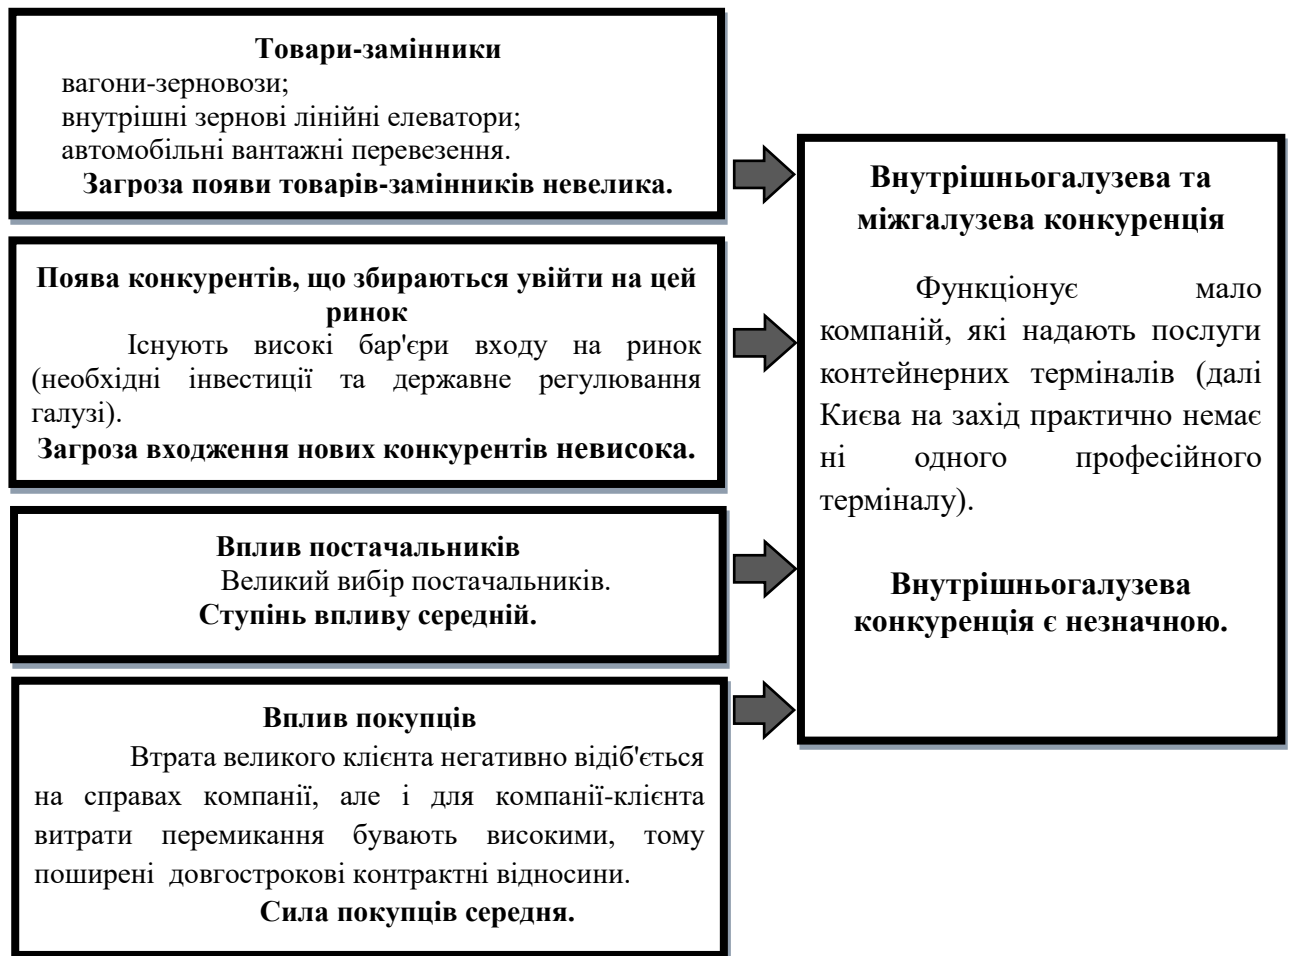 Товари-замінники
вагони-зерновози;
внутрішні зернові лінійні елеватори;
автомобільні вантажні перевезення.
Загроза появи товарів-замінників невелика.
Поява конкурентів, що збираються увійти на цей
ринок
Існують високі бар'єри входу на ринок
(необхідні інвестиції та державне регулювання
галузі).
Загроза входження нових конкурентів невисока.
Вплив постачальників
Великий вибір постачальників.
Ступінь впливу середній.
Вплив покупців
Втрата великого клієнта негативно відіб'ється
на справах компанії, але і для компанії-клієнта
витрати перемикання бувають високими, тому
поширені довгострокові контрактні відносини.
Сила покупців середня.
Внутрішньогалузева та
міжгалузева конкуренція
Функціонує мало
компаній, які надають послуги
контейнерних терміналів (далі
Києва на захід практично немає
ні одного професійного
терміналу).
Внутрішньогалузева
конкуренція є незначною.